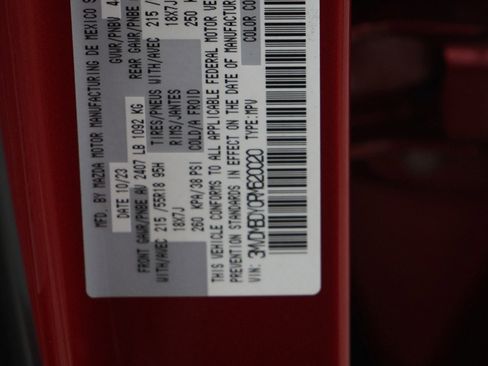 MFD. BY MAZDA MOTOR MANUFACTURING DE MEXICO S
DATE 10/23 GVWR/PNBV 4
FRONT GAWR/PNBE AV 2407 LB 1092 KG REAR GAWR/PNBE
WITH/AVEC 215 /55R18 95H TIRES/PNEUS WITH/AVEC 215 /
18X7J RIMS/JANTES 18X7J
260 KPA/38 PSI COLD/A FROID 250 K
THIS VEHICLE CONFORMS TO ALL APPLICABLE FEDERAL MOTOR VE
PREVENTION STANDARDS IN EFFECT ON THE DATE OF MANUFACTUR
VIN: 3MVDMBDY0RM620020 TYPE: MPV COLOR CO